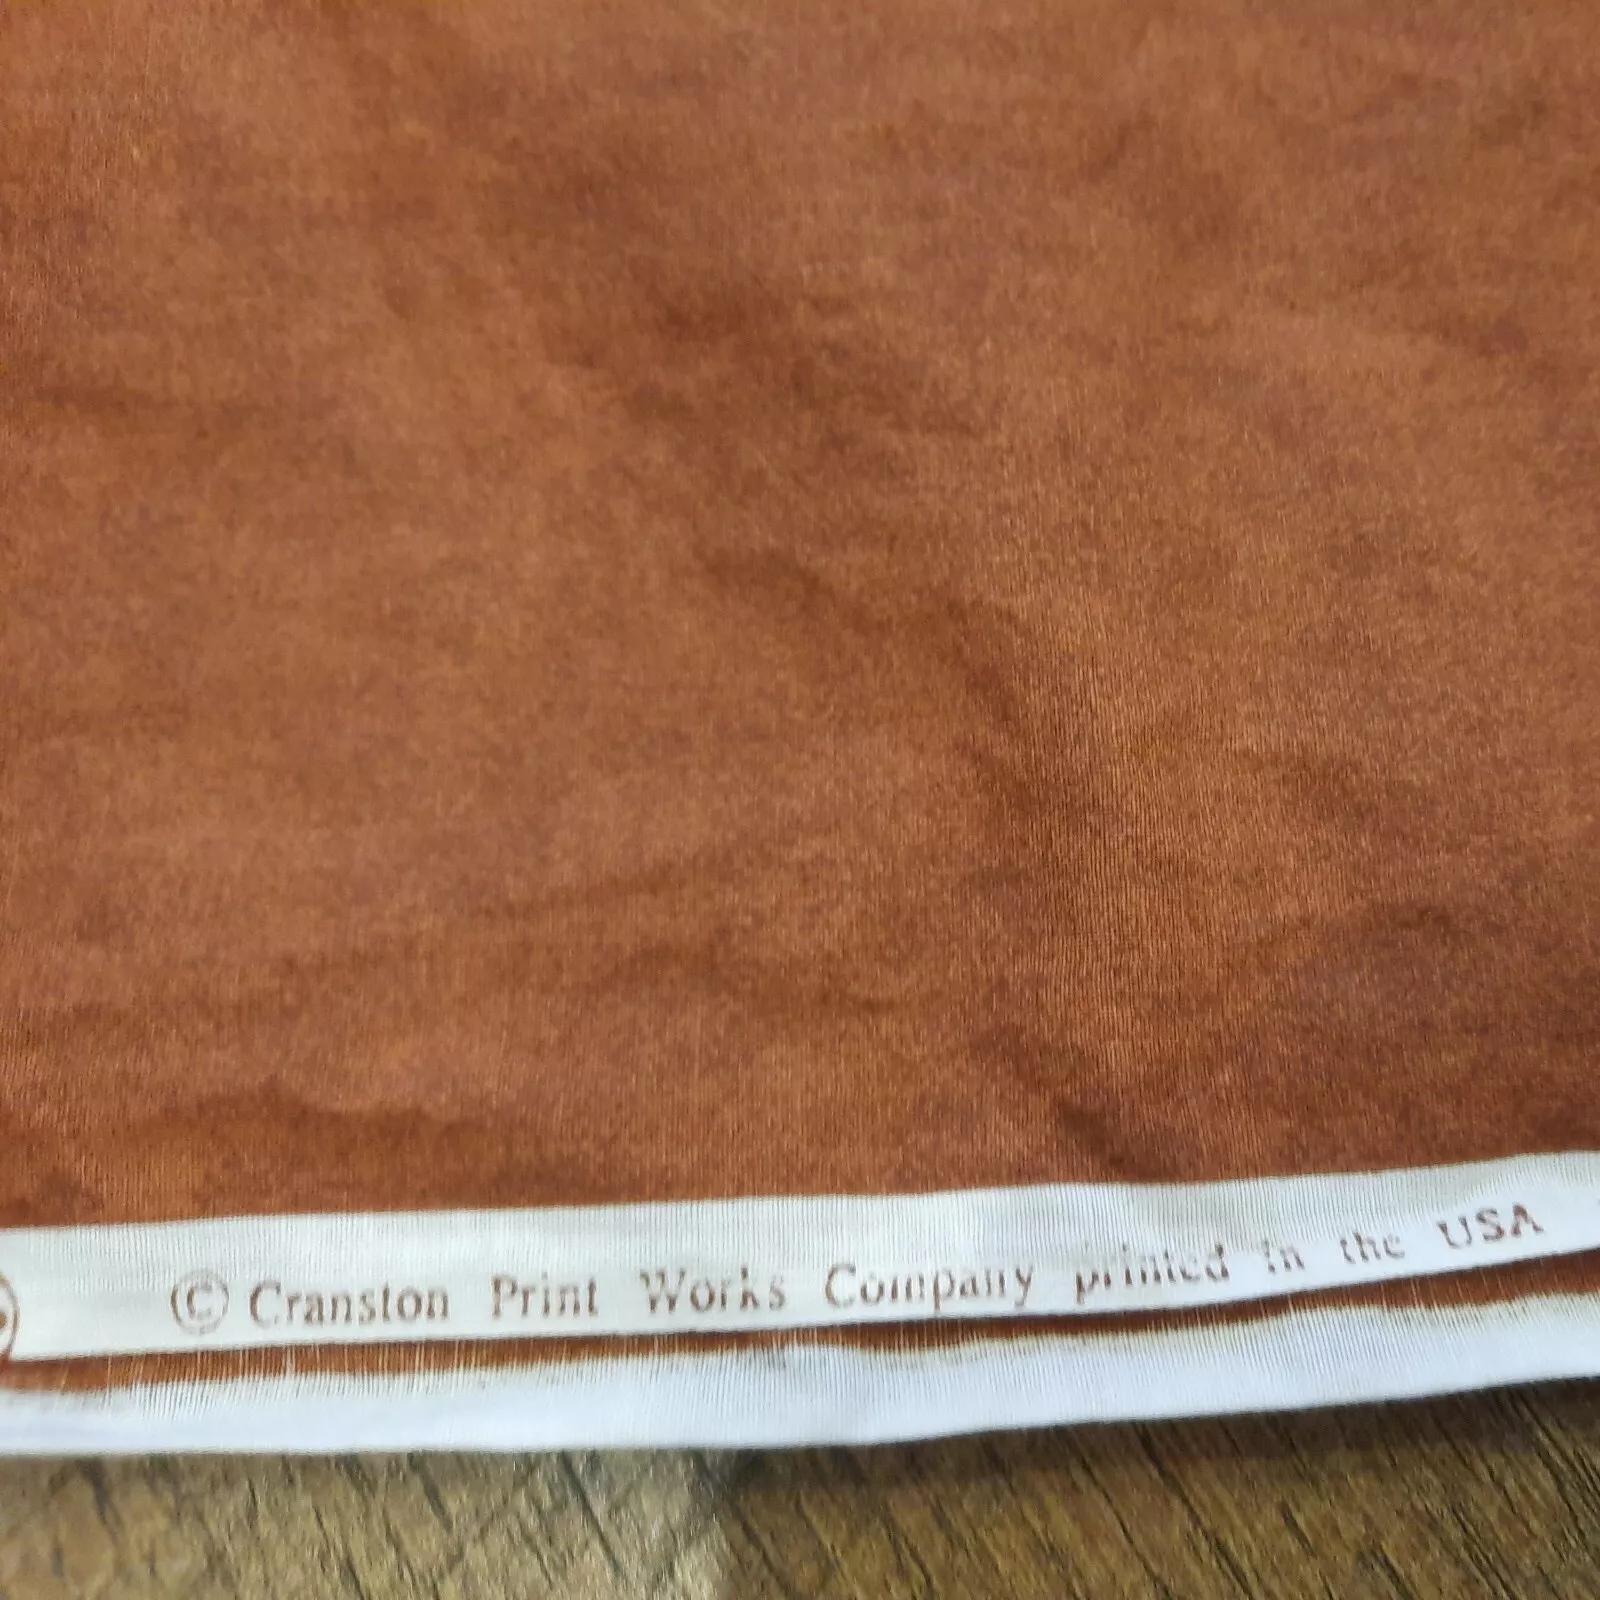 © Cranston Print Works Company printed in the USA